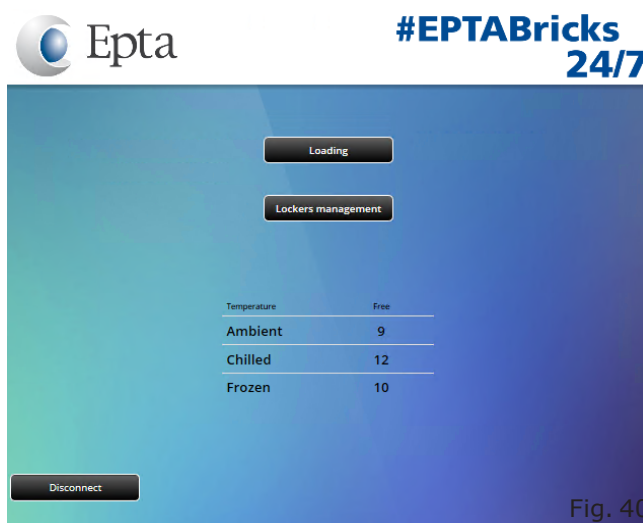 Epta
#EPTABricks
24/7
Loading
Lockers management
Temperature Free
Ambient 9
Chilled 12
Frozen 10
Disconnect
Fig. 40